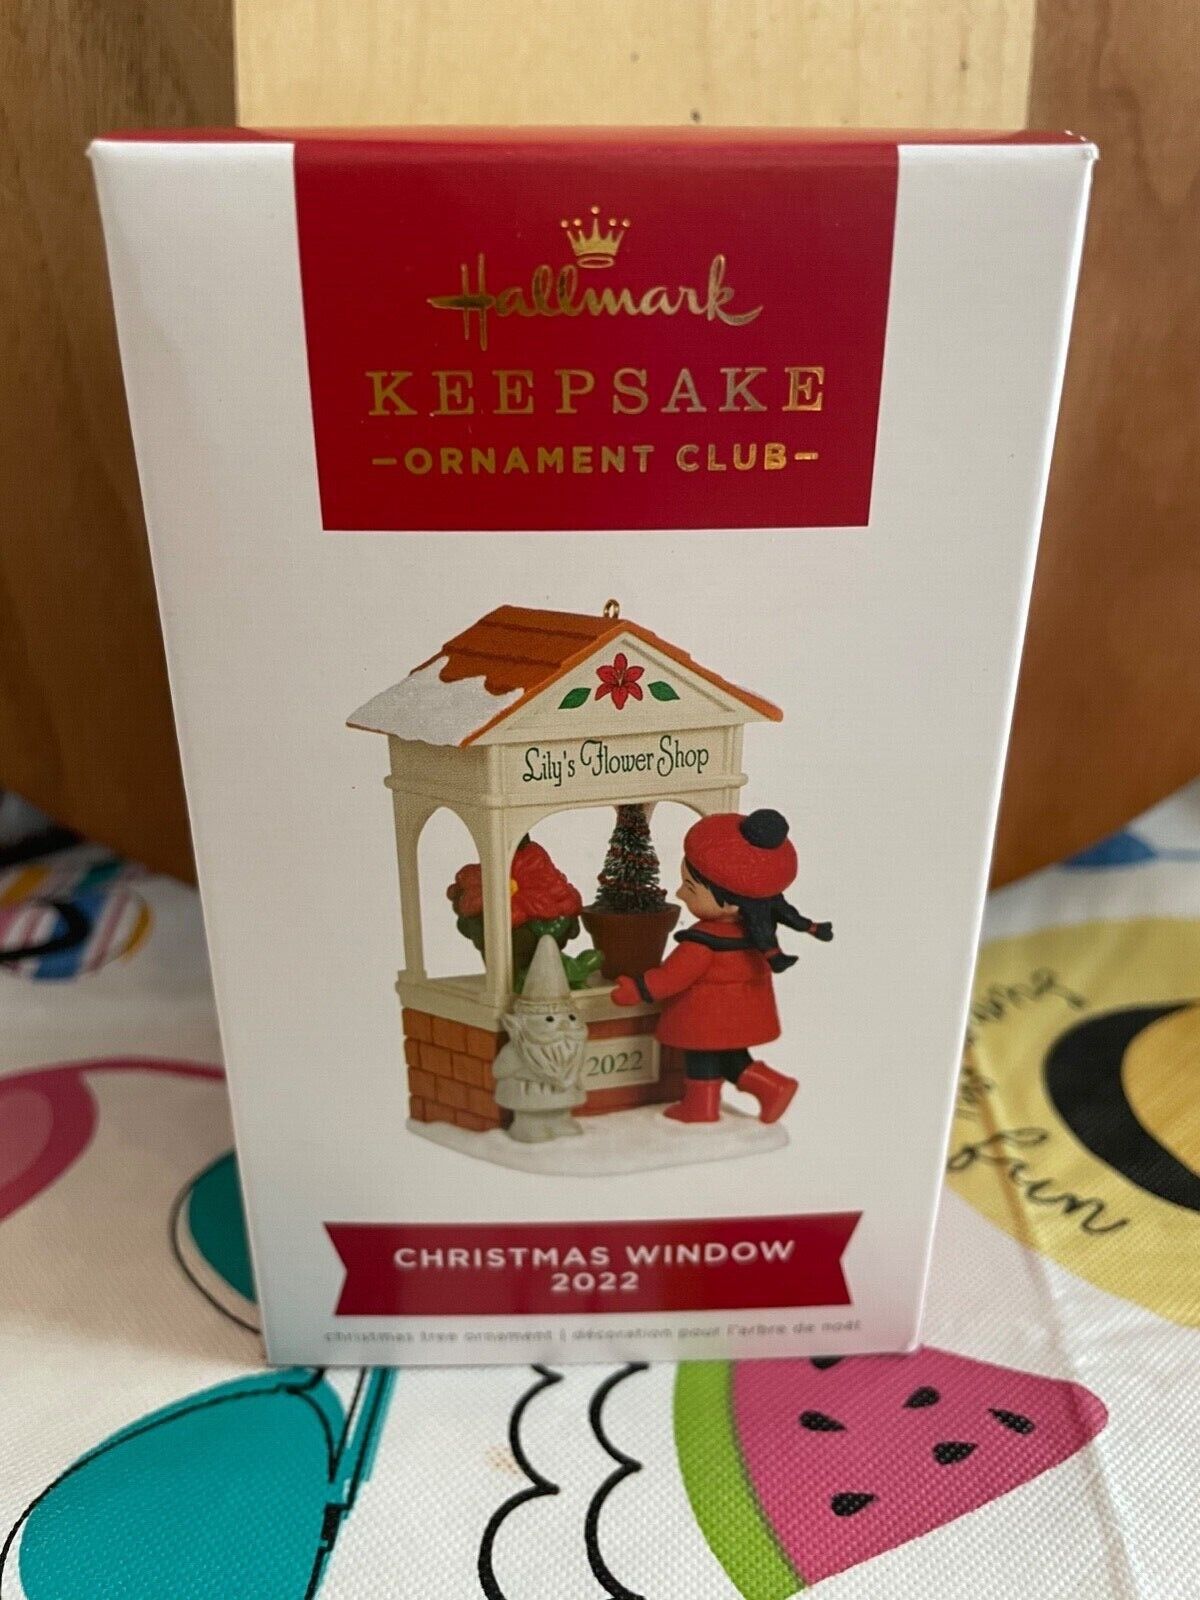 Hallmark
KEEPSAKE
–ORNAMENT CLUB–
Lily's Flower Shop
2022
CHRISTMAS WINDOW
2022
christmas tree ornament | décoration pour l'arbre de noël
fun